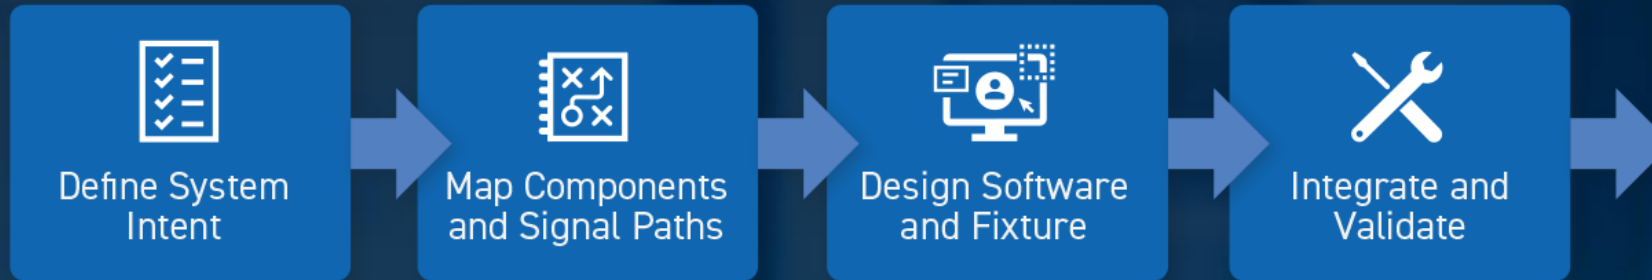 Define System
Intent
Map Components
and Signal Paths
Design Software
and Fixture
Integrate and
Validate